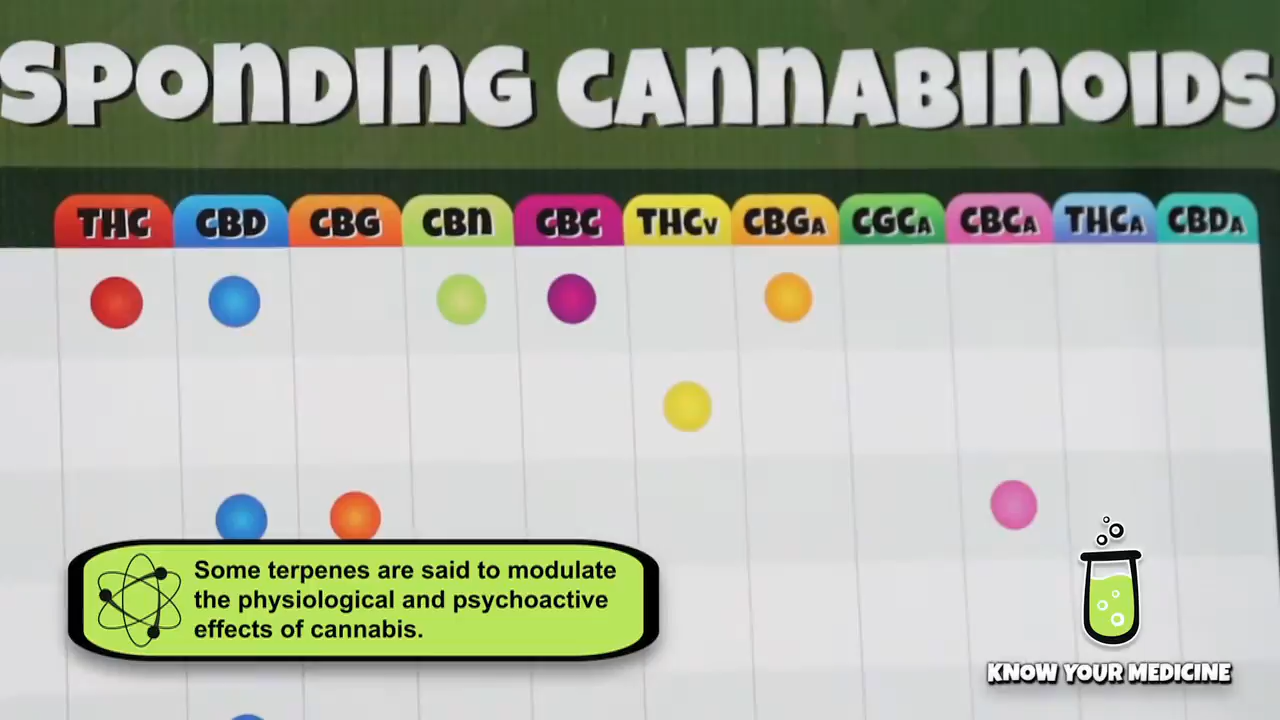 SPONDING CANNABINOIDS
THC CBD CBG CBN CBC THCV CBGA CGCA CBCA THCA CBDA
Some terpenes are said to modulate
the physiological and psychoactive
effects of cannabis.
KNOW YOUR MEDICINE